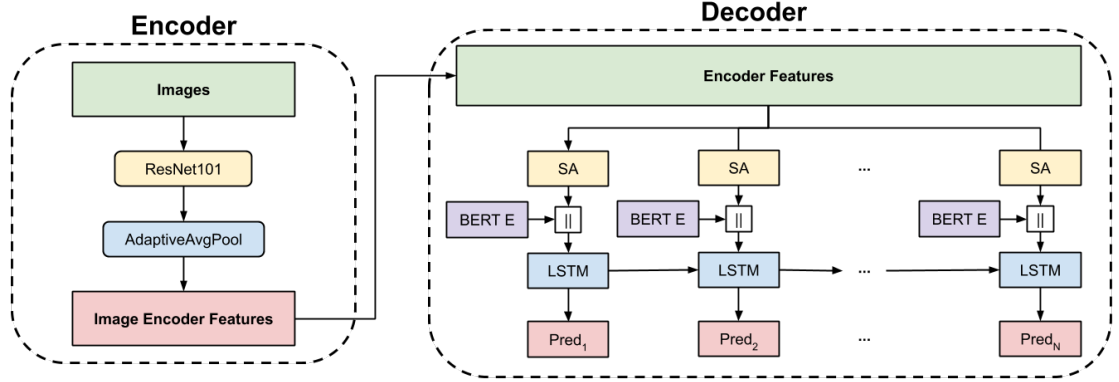 Encoder
Images
ResNet101
AdaptiveAvgPool
Image Encoder Features
Decoder
Encoder Features
SA SA ... SA
BERT E || BERT E || BERT E ||
LSTM LSTM ... LSTM
Pred₁ Pred₂ ... Pred_N